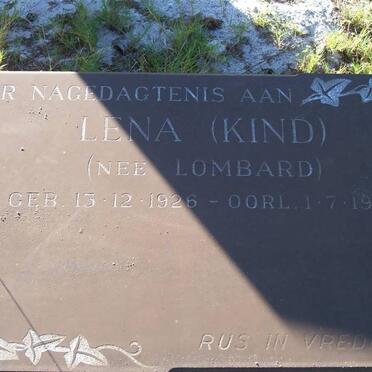 R NAGEDAGTENIS AAN
LENA (KIND)
(NEE LOMBARD)
GEB. 13·12·1926 - OORL. 1·7·19
RUS IN VRED